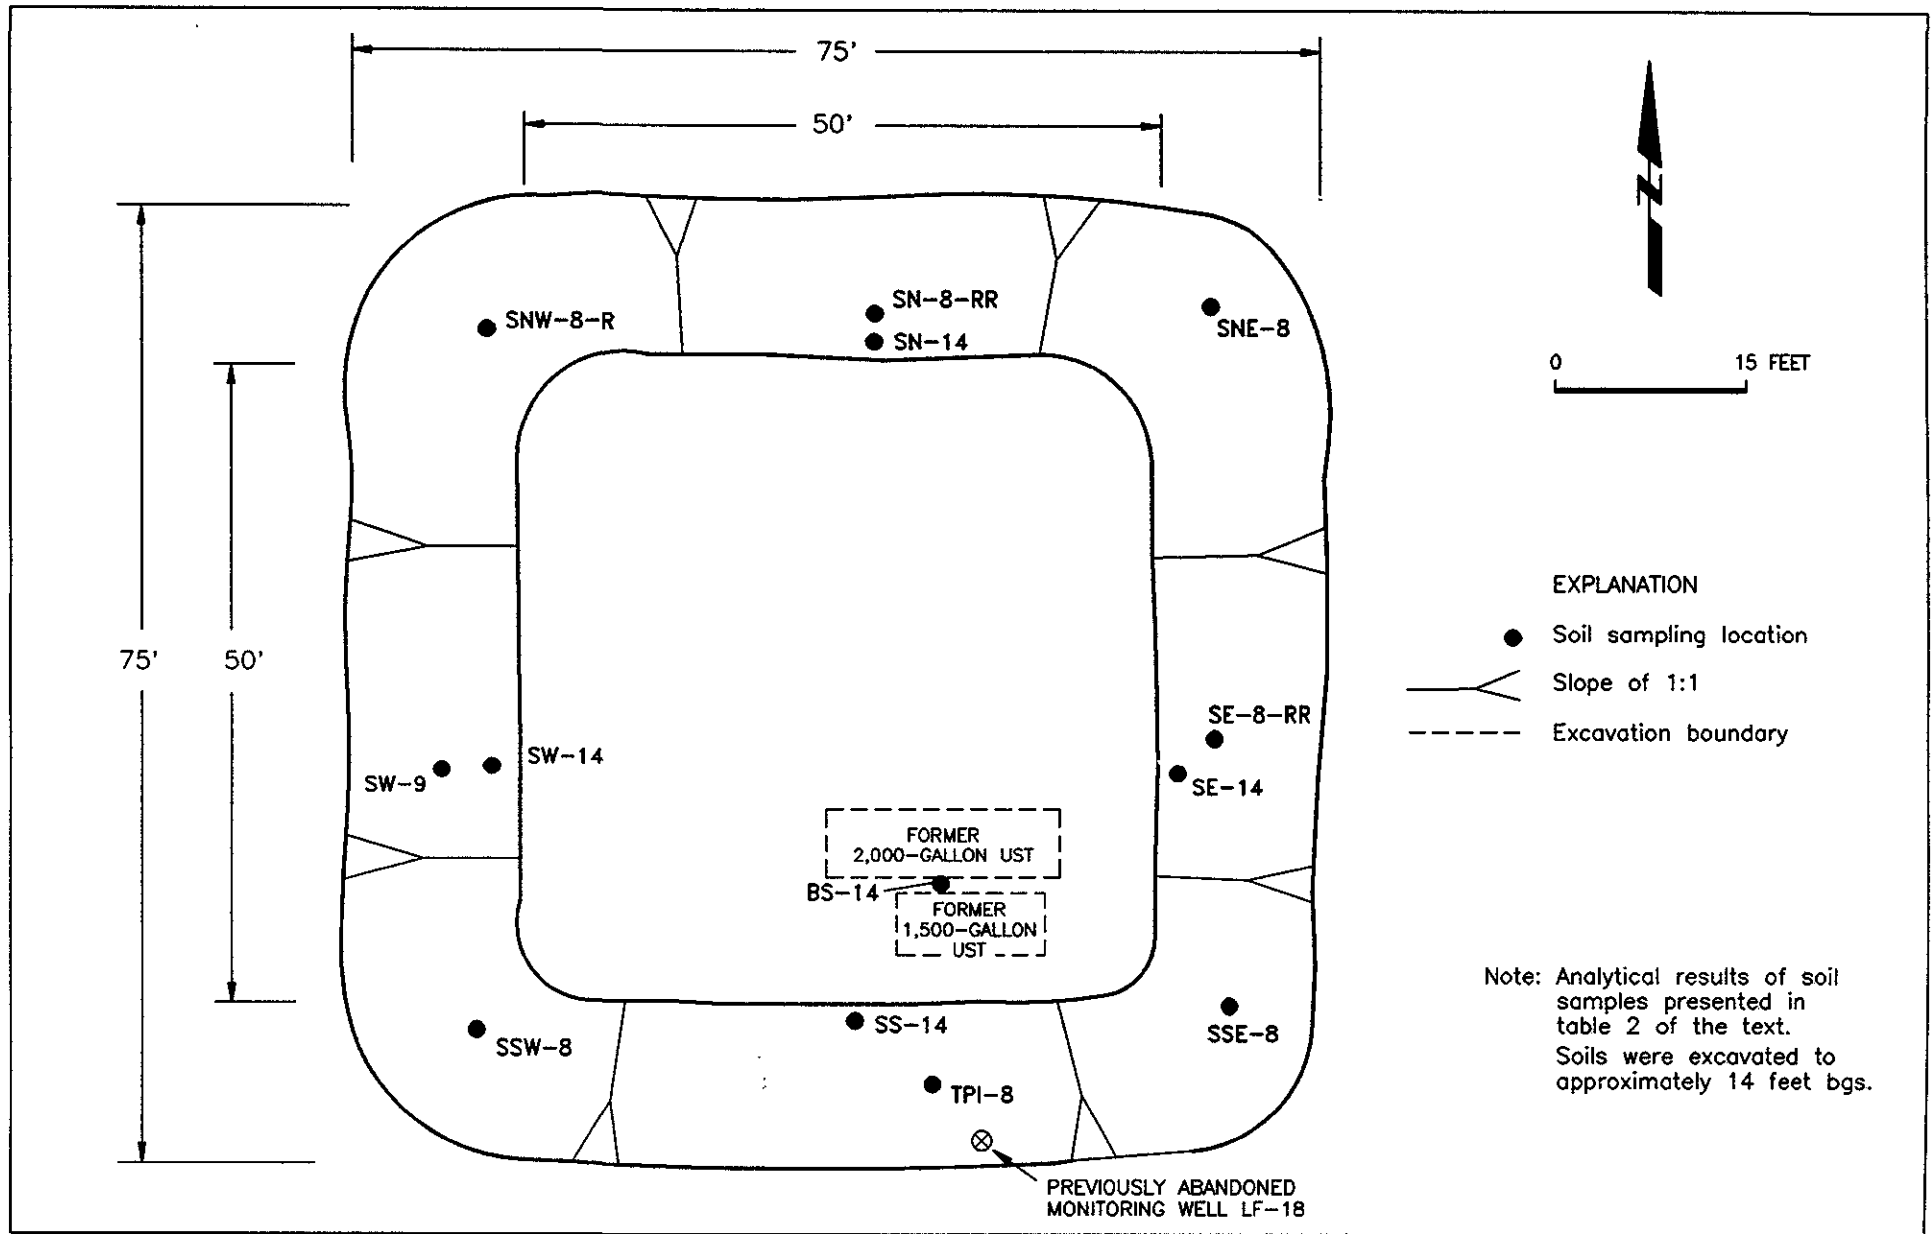 75'
50'
SNW-8-R
SN-8-RR
SN-14
SNE-8
N
0 15 FEET
75'
50'
EXPLANATION
Soil sampling location
Slope of 1:1
Excavation boundary
SE-8-RR
SE-14
SW-14
SW-9
FORMER
2,000-GALLON UST
BS-14
FORMER
1,500-GALLON
UST
SS-14
SSW-8
SSE-8
TPI-8
Note: Analytical results of soil
samples presented in
table 2 of the text.
Soils were excavated to
approximately 14 feet bgs.
PREVIOUSLY ABANDONED
MONITORING WELL LF-18